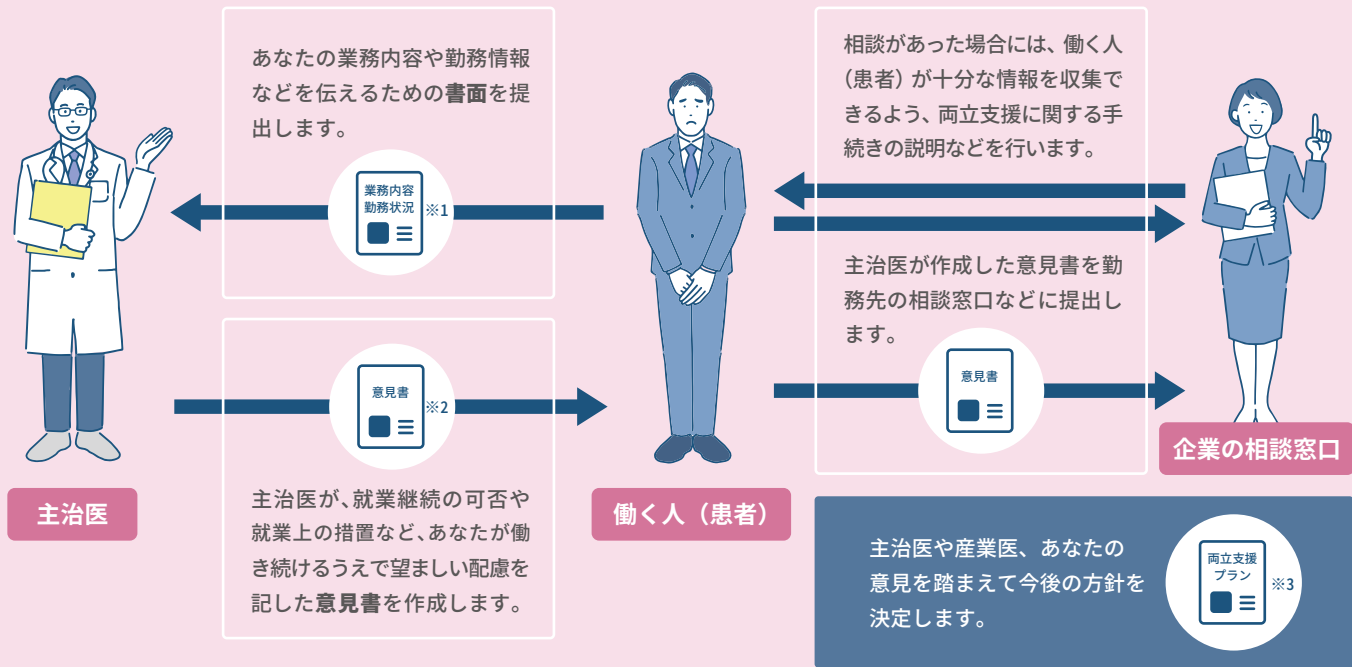 あなたの業務内容や勤務情報
などを伝えるための書面を提
出します。
業務内容
勤務状況
※1
意見書
※2
主治医が、就業継続の可否や
就業上の措置など、あなたが働
き続けるうえで望ましい配慮を
記した意見書を作成します。
主治医
働く人（患者）
相談があった場合には、働く人
（患者）が十分な情報を収集で
きるよう、両立支援に関する手
続きの説明などを行います。
主治医が作成した意見書を勤
務先の相談窓口などに提出し
ます。
意見書
企業の相談窓口
主治医や産業医、あなたの
意見を踏まえて今後の方針を
決定します。
両立支援
プラン
※3